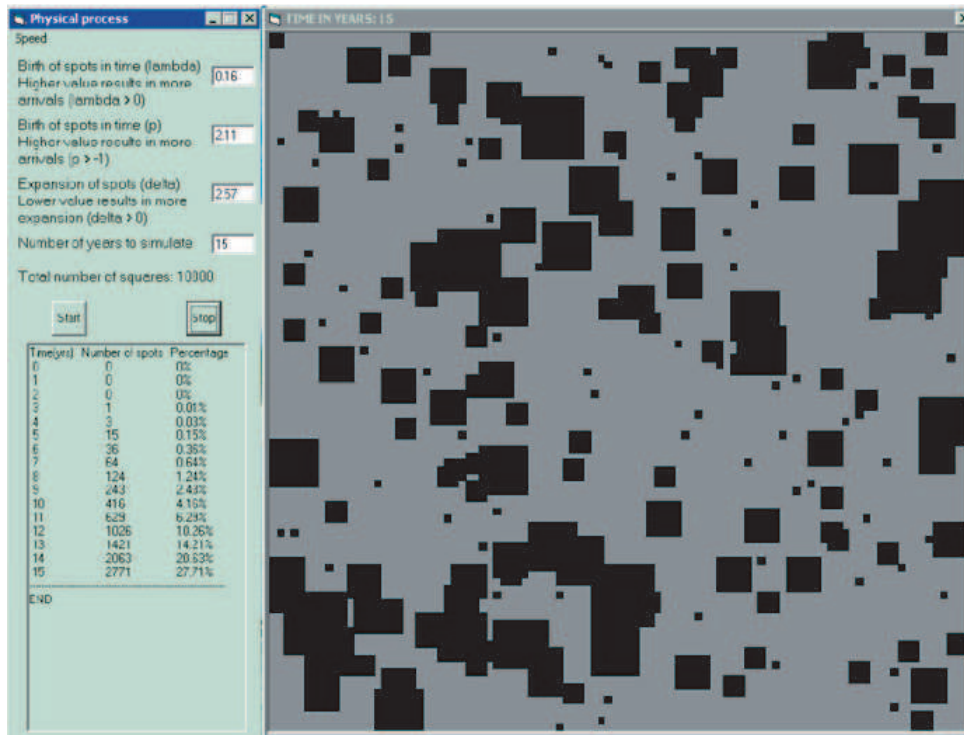 Physical process
Speed
Birth of spots in time (lambda)
Higher value results in more
arrivals (lambda > 0)
0.16
Birth of spots in time (p)
Higher value results in more
arrivals (p > -1)
2.11
Expansion of spots (delta)
Lower value results in more
expansion (delta > 0)
2.57
Number of years to simulate
15
Total number of squares: 10000
Start
Stop
Time(yrs) Number of spots Percentage
0 0 0%
1 0 0%
2 0 0%
3 1 0.01%
4 3 0.03%
5 15 0.15%
6 36 0.36%
7 64 0.64%
8 124 1.24%
9 243 2.43%
10 416 4.16%
11 629 6.29%
12 1026 10.26%
13 1421 14.21%
14 2063 20.63%
15 2771 27.71%
END
TIME IN YEARS: 15